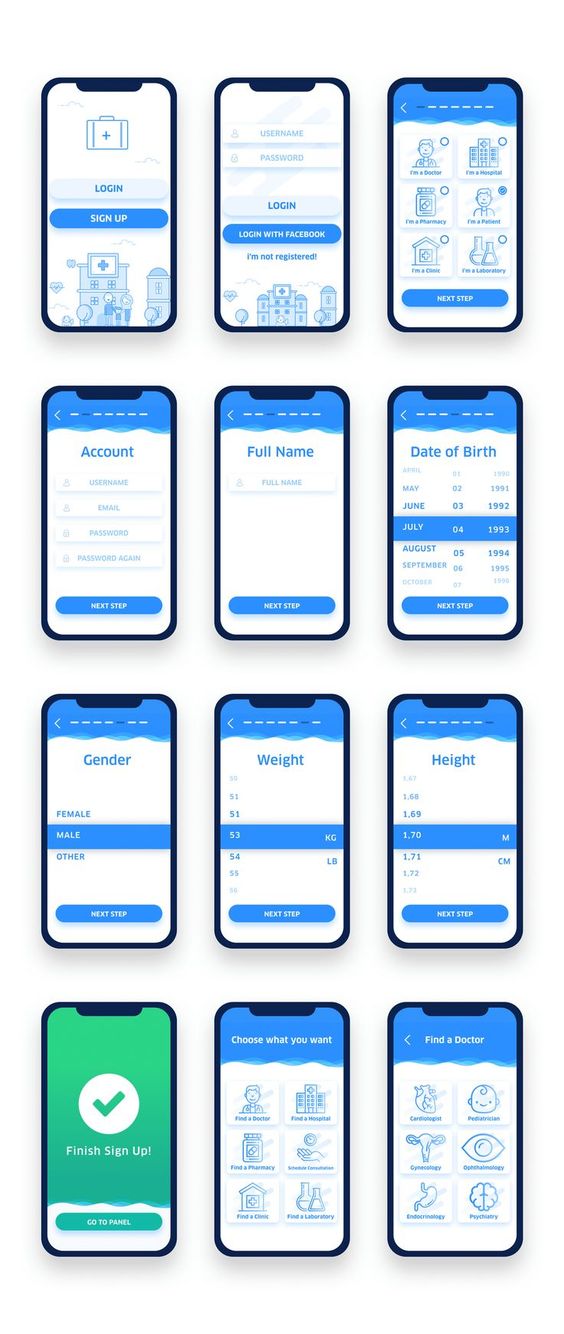 LOGIN
SIGN UP
USERNAME
PASSWORD
LOGIN
LOGIN WITH FACEBOOK
i'm not registered!
I'm a Doctor
I'm a Hospital
I'm a Pharmacy
I'm a Patient
I'm a Clinic
I'm a Laboratory
NEXT STEP
Account
USERNAME
EMAIL
PASSWORD
PASSWORD AGAIN
NEXT STEP
Full Name
FULL NAME
NEXT STEP
Date of Birth
APRIL 01 1990
MAY 02 1991
JUNE 03 1992
JULY 04 1993
AUGUST 05 1994
SEPTEMBER 06 1995
OCTOBER 07 1996
NEXT STEP
Gender
FEMALE
MALE
OTHER
NEXT STEP
Weight
50
51
51
53 KG
54 LB
55
56
NEXT STEP
Height
1,67
1,68
1,69
1,70 M
1,71 CM
1,72
1,73
NEXT STEP
Finish Sign Up!
GO TO PANEL
Choose what you want
Find a Doctor
Find a Hospital
Find a Pharmacy
Schedule Consultation
Find a Clinic
Find a Laboratory
Find a Doctor
Cardiologist
Pediatrician
Gynecology
Ophthalmology
Endocrinology
Psychiatry